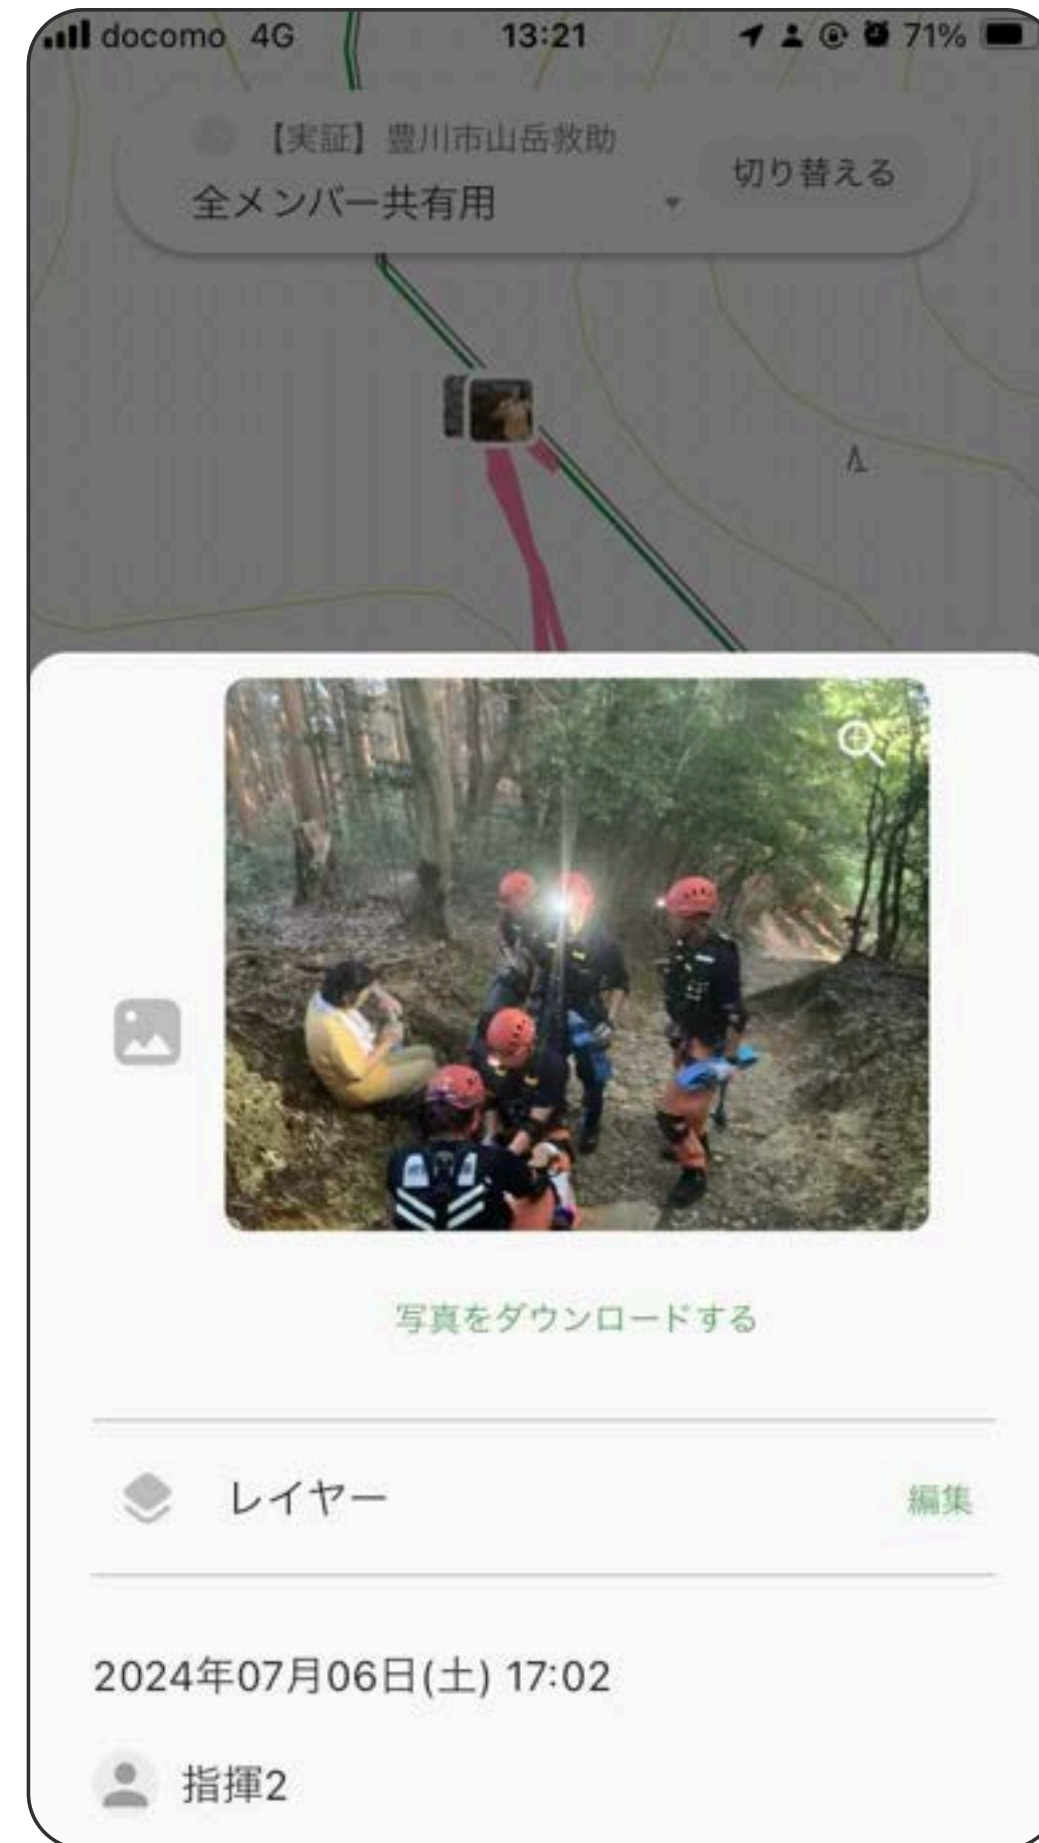 docomo 4G 13:21 71%
【実証】豊川市山岳救助
全メンバー共有用
切り替える
写真をダウンロードする
レイヤー 編集
2024年07月06日(土) 17:02
指揮2